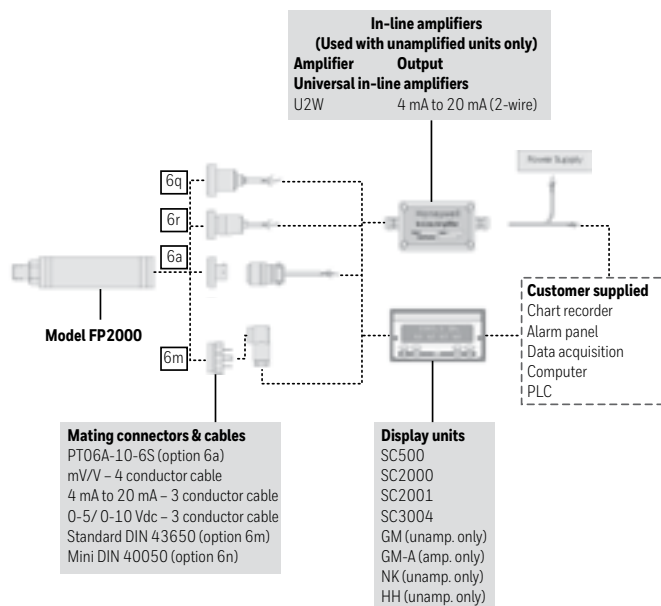 In-line amplifiers
(Used with unamplified units only)
Amplifier Output
Universal in-line amplifiers
U2W 4 mA to 20 mA (2-wire)
Power Supply
6q
6r
6a
6m
Honeywell
Model FP2000
Customer supplied
Chart recorder
Alarm panel
Data acquisition
Computer
PLC
Mating connectors & cables
PT06A-10-6S (option 6a)
mV/V – 4 conductor cable
4 mA to 20 mA – 3 conductor cable
0-5/ 0-10 Vdc – 3 conductor cable
Standard DIN 43650 (option 6m)
Mini DIN 40050 (option 6n)
Display units
SC500
SC2000
SC2001
SC3004
GM (unamp. only)
GM-A (amp. only)
NK (unamp. only)
HH (unamp. only)